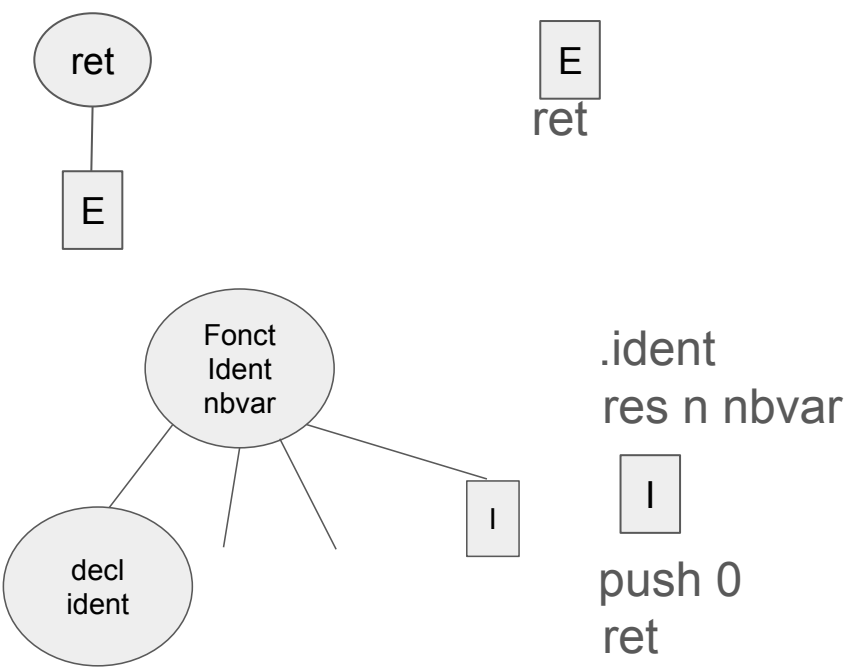 ret
E
E
ret
Fonct
Ident
nbvar
decl
ident
I
.ident
res n nbvar
I
push 0
ret